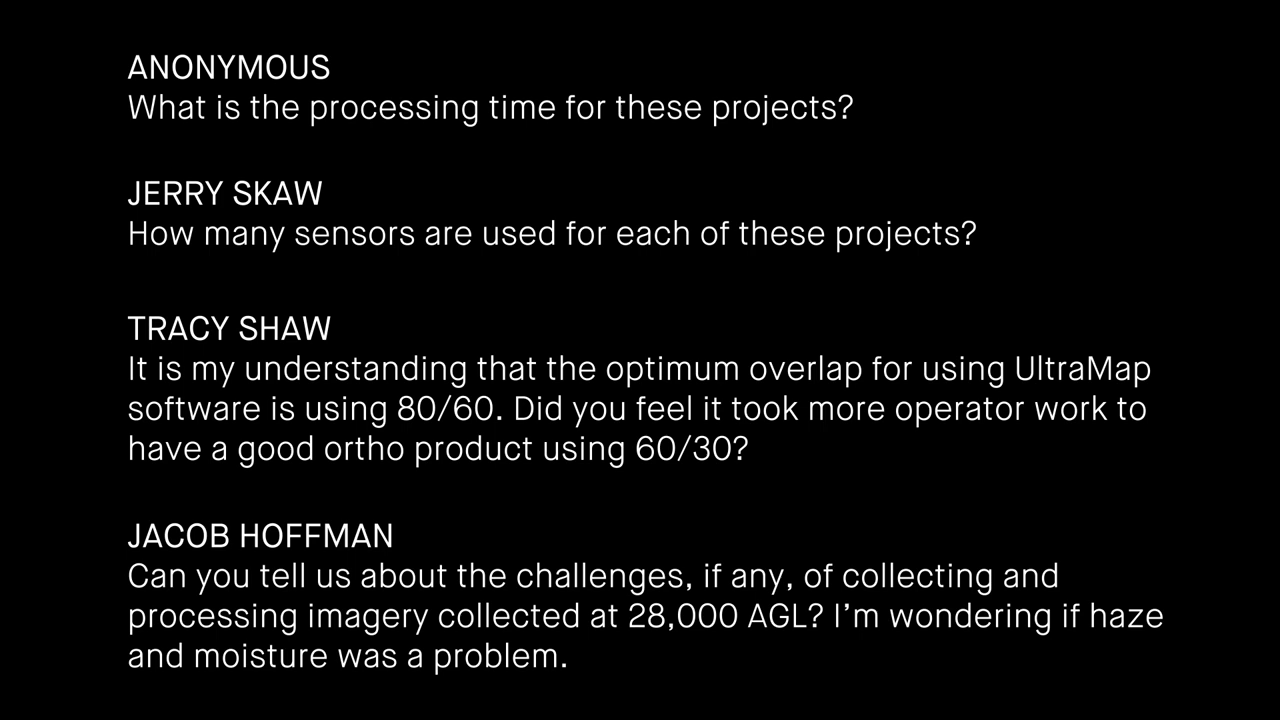 ANONYMOUS
What is the processing time for these projects?
JERRY SKAW
How many sensors are used for each of these projects?
TRACY SHAW
It is my understanding that the optimum overlap for using UltraMap
software is using 80/60. Did you feel it took more operator work to
have a good ortho product using 60/30?
JACOB HOFFMAN
Can you tell us about the challenges, if any, of collecting and
processing imagery collected at 28,000 AGL? I’m wondering if haze
and moisture was a problem.